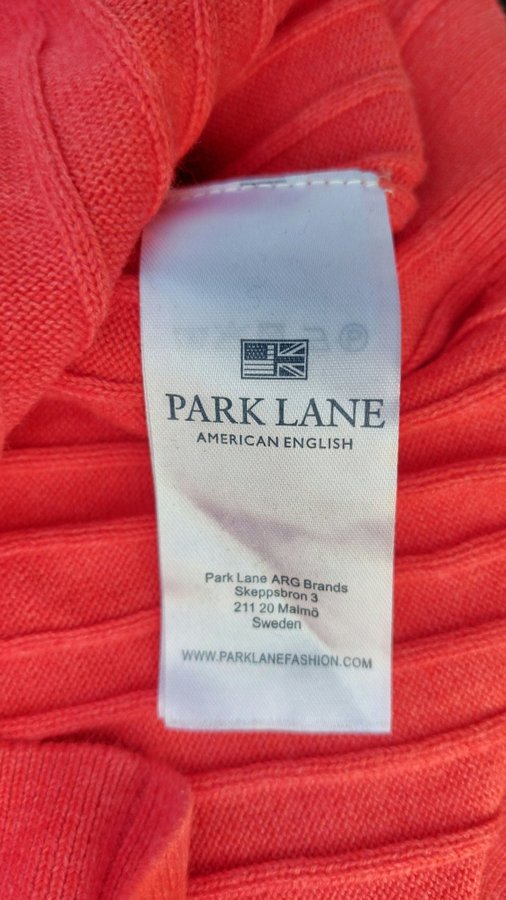 PARK LANE
AMERICAN ENGLISH
Park Lane ARG Brands
Skeppsbron 3
211 20 Malmö
Sweden
WWW.PARKLANEFASHION.COM